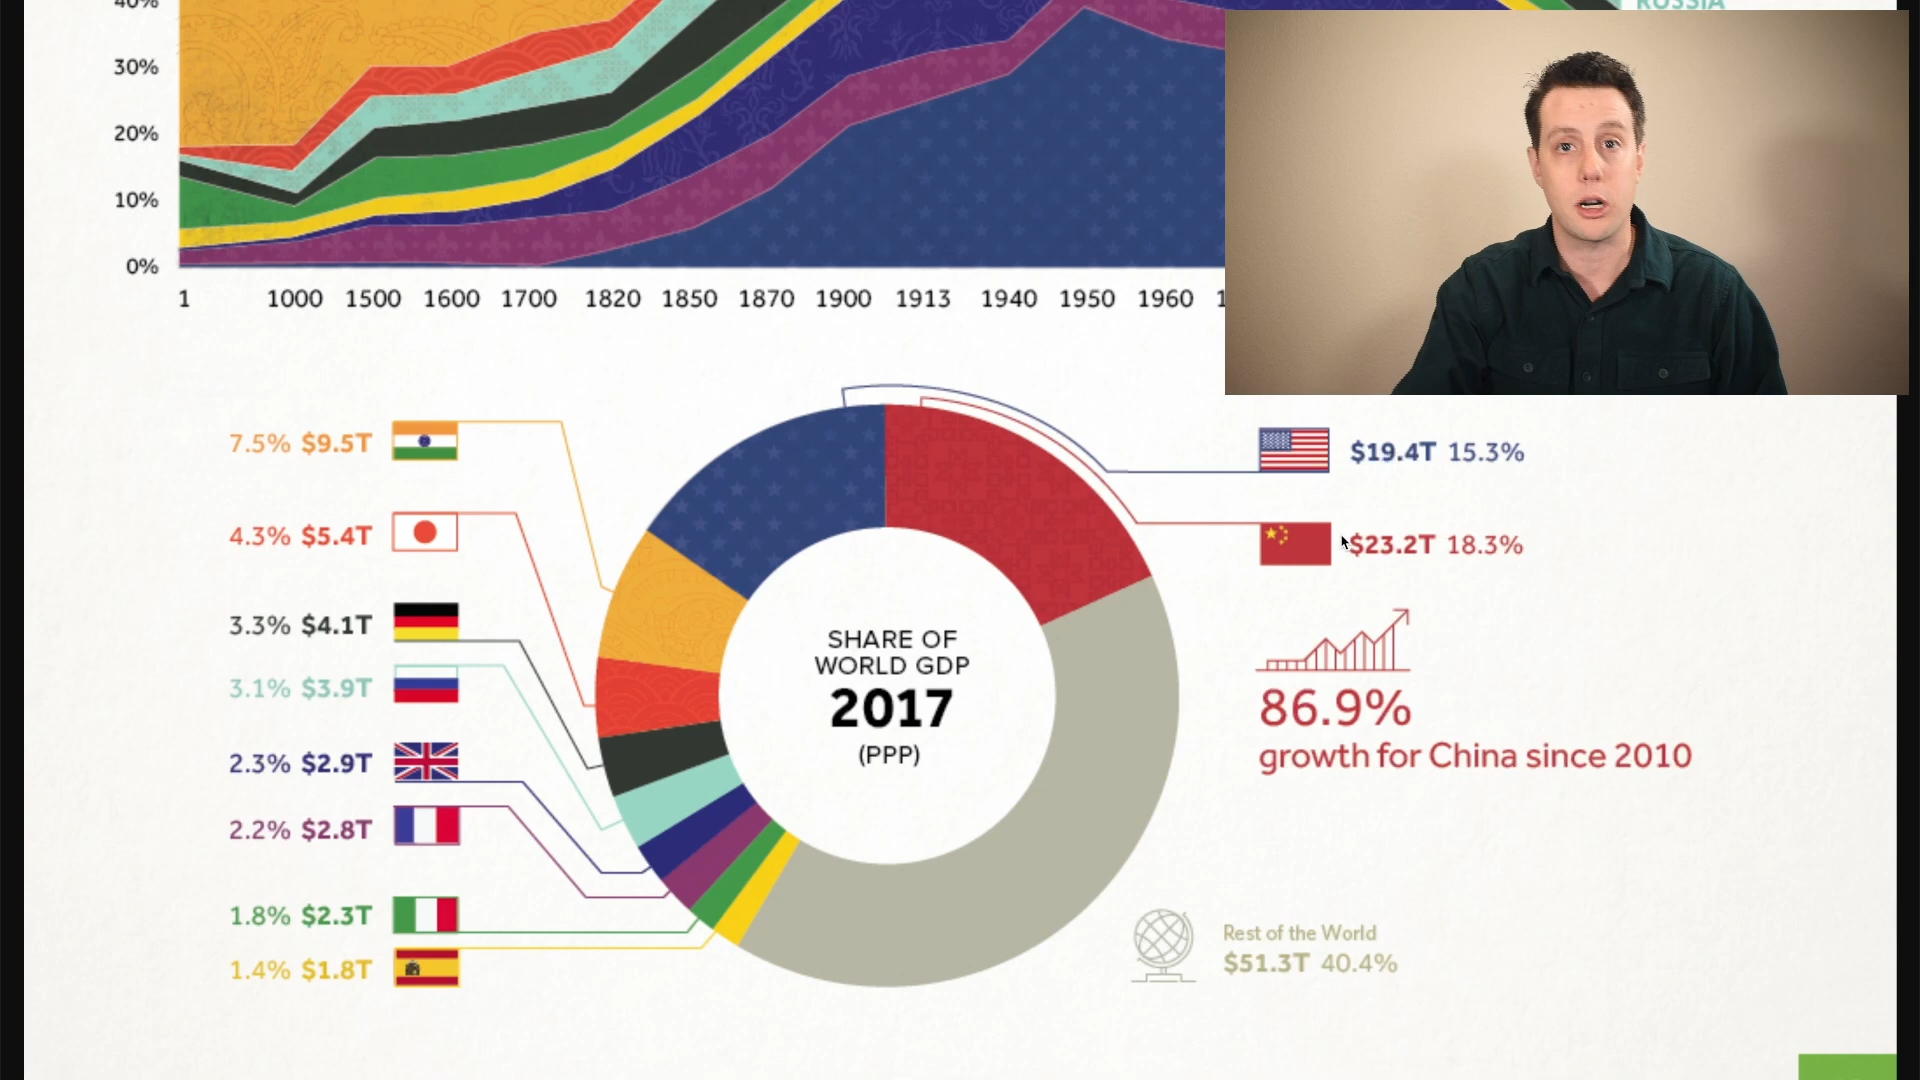 40%
RUSSIA
30%
20%
10%
0%
1 1000 1500 1600 1700 1820 1850 1870 1900 1913 1940 1950 1960
7.5% $9.5T
$19.4T 15.3%
4.3% $5.4T
$23.2T 18.3%
3.3% $4.1T
3.1% $3.9T
2.3% $2.9T
2.2% $2.8T
1.8% $2.3T
1.4% $1.8T
SHARE OF
WORLD GDP
2017
(PPP)
86.9%
growth for China since 2010
Rest of the World
$51.3T 40.4%